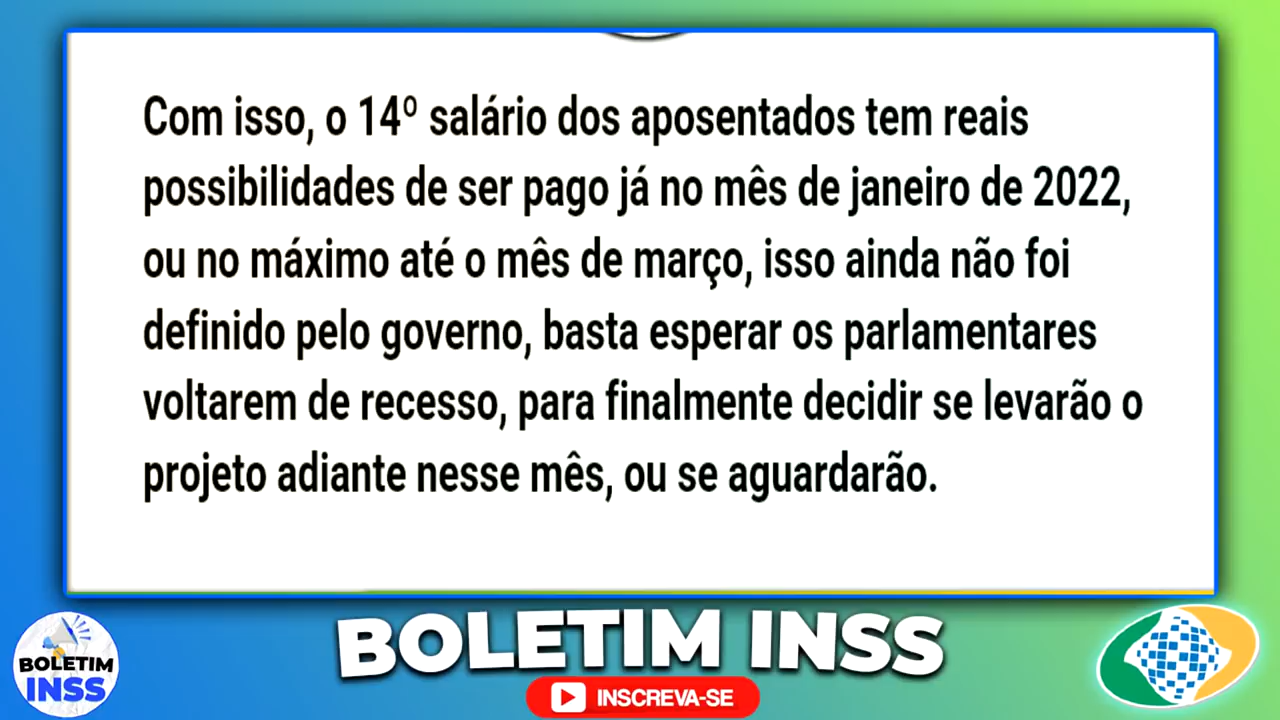 Com isso, o 14º salário dos aposentados tem reais
possibilidades de ser pago já no mês de janeiro de 2022,
ou no máximo até o mês de março, isso ainda não foi
definido pelo governo, basta esperar os parlamentares
voltarem de recesso, para finalmente decidir se levarão o
projeto adiante nesse mês, ou se aguardarão.
BOLETIM INSS
INSCREVA-SE
BOLETIM
INSS